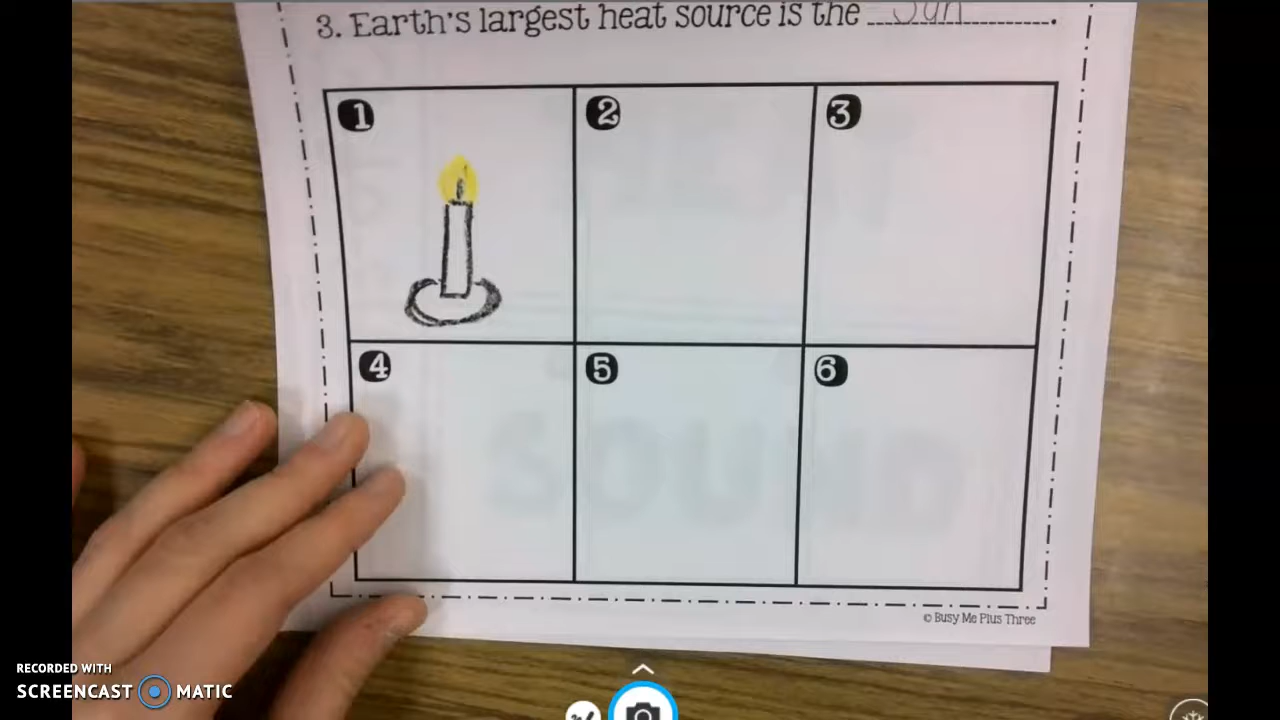 3. Earth's largest heat source is the Sun.
1
2
3
4
5
6
SOUND
© Busy Me Plus Three
RECORDED WITH
SCREENCAST MATIC